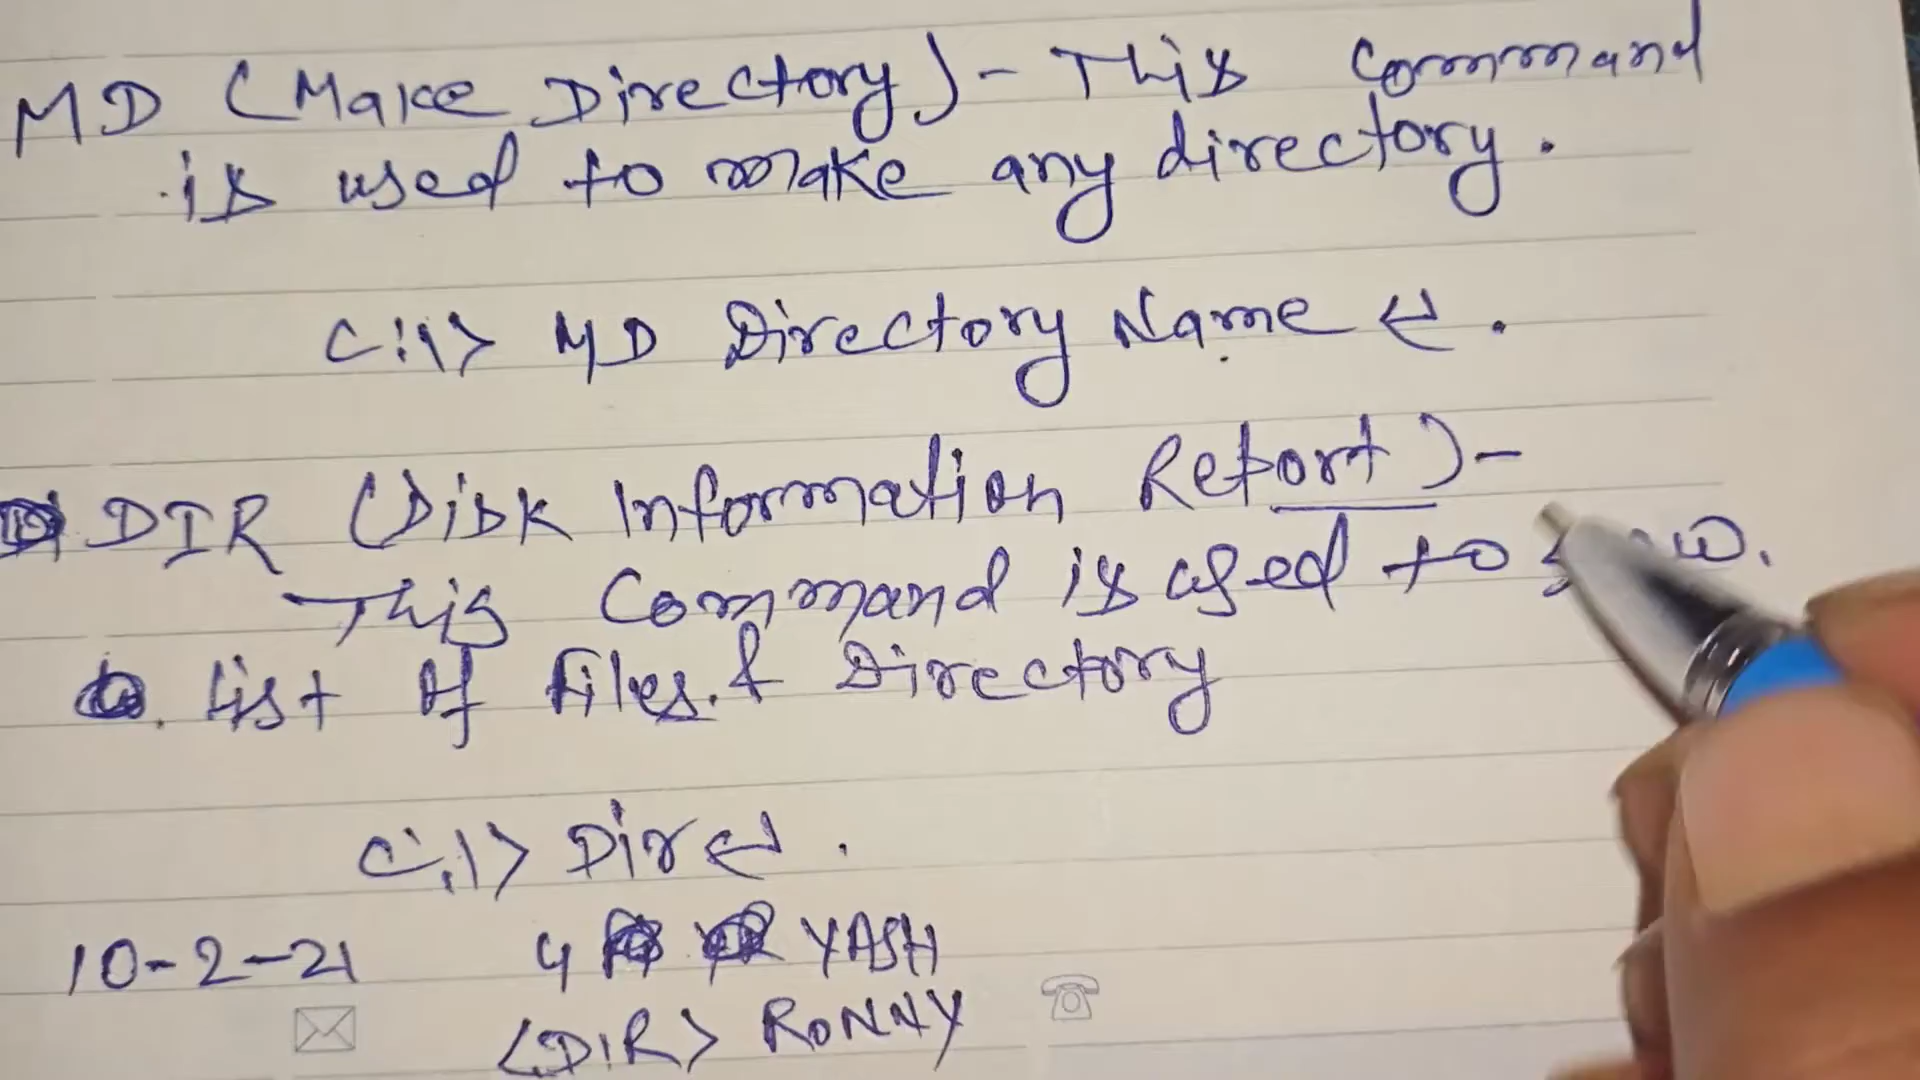 MD (Make Directory) - This Command
is used to make any directory.
C:\> MD Directory Name ↵.
DIR (Disk Information Report) -
This Command is used to
list of files. & Directory
C:\> Dir ↵.
10-2-21 4 YASH
<DIR> RONNY